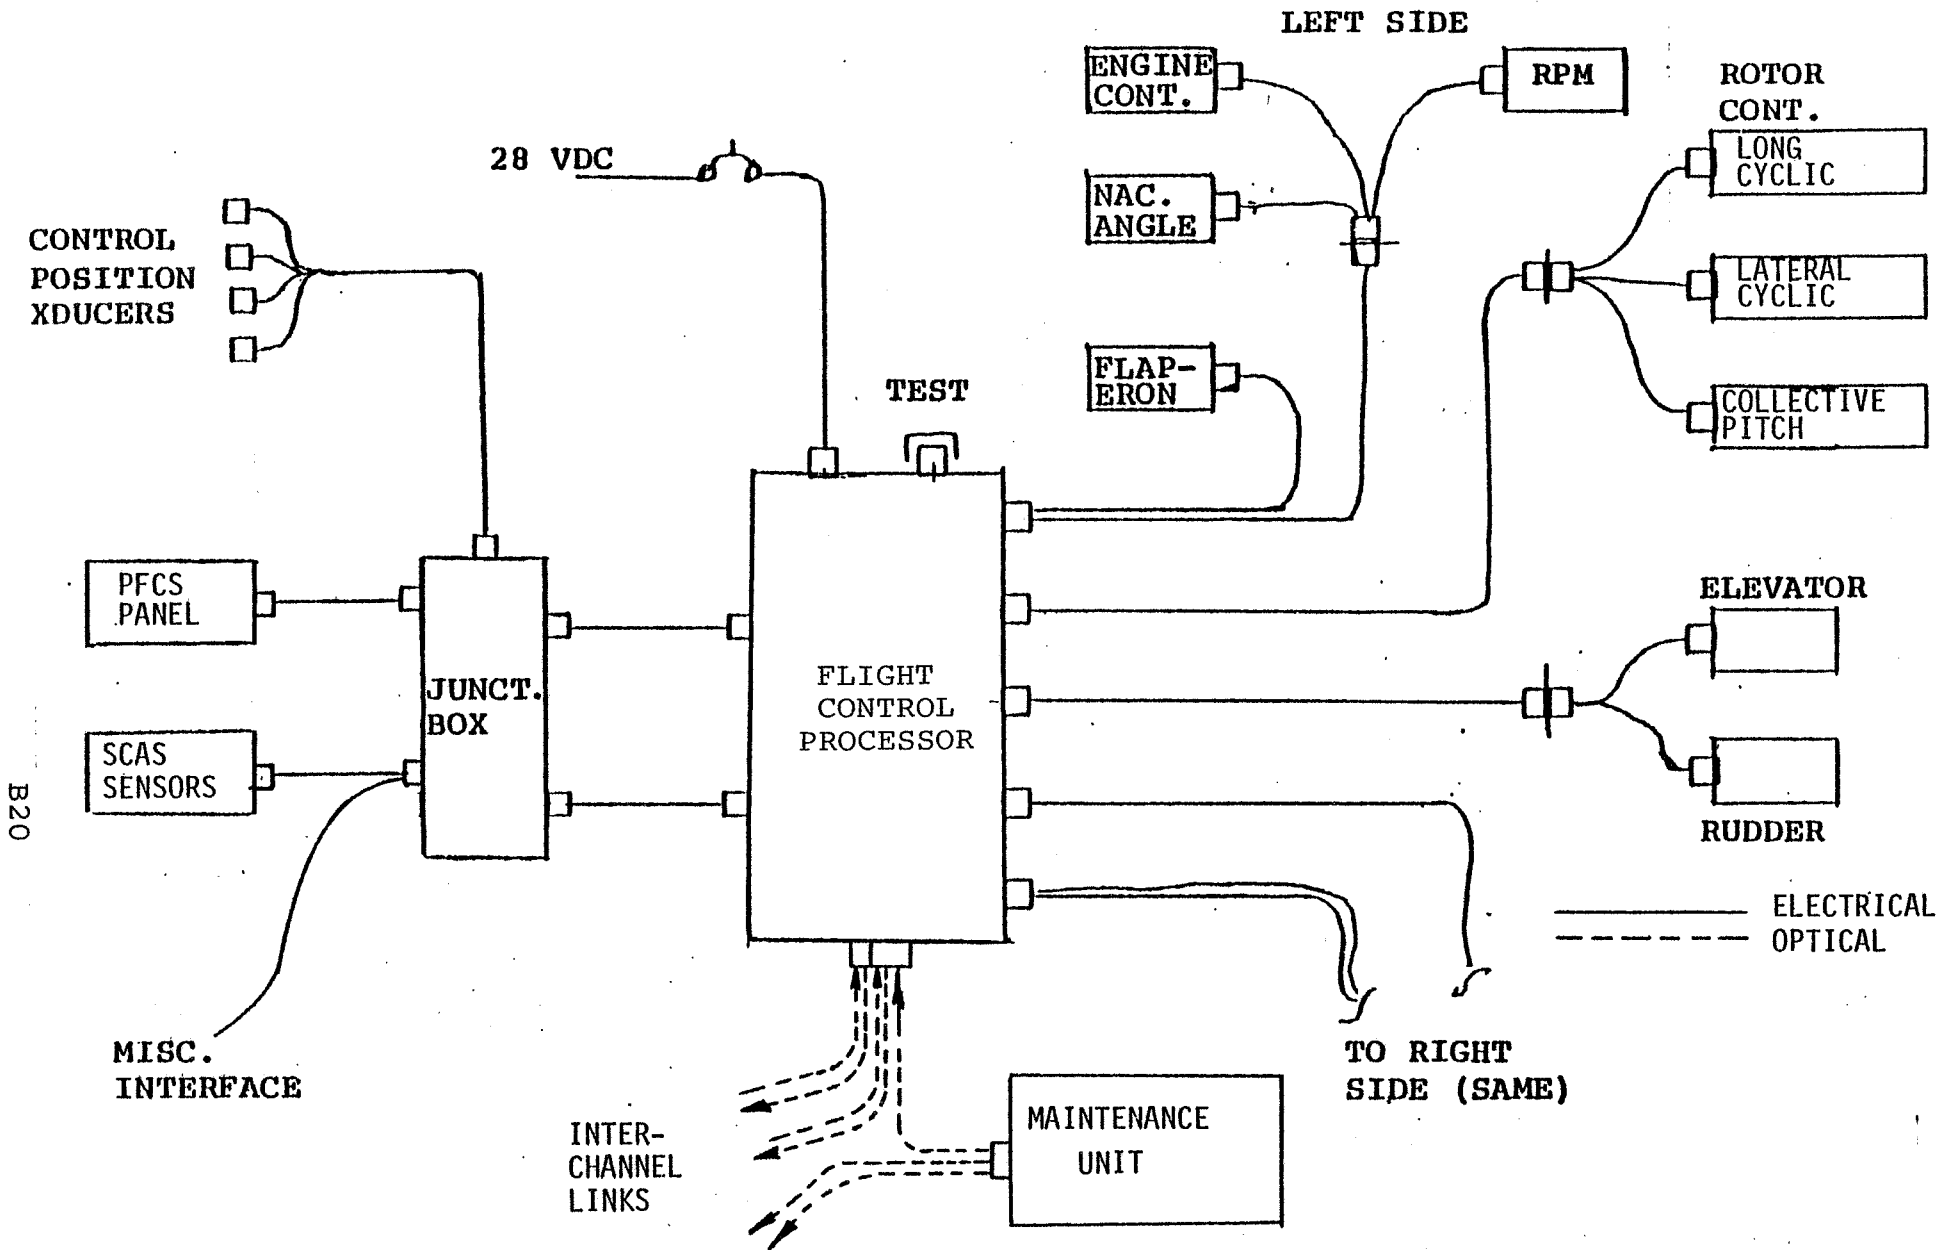 LEFT SIDE
ENGINE
CONT.
RPM
ROTOR
CONT.
LONG
CYCLIC
28 VDC
NAC.
ANGLE
CONTROL
POSITION
XDUCERS
LATERAL
CYCLIC
FLAP-
ERON
TEST
COLLECTIVE
PITCH
PFCS
PANEL
ELEVATOR
JUNCT.
BOX
FLIGHT
CONTROL
PROCESSOR
SCAS
SENSORS
B20
RUDDER
ELECTRICAL
OPTICAL
MISC.
INTERFACE
TO RIGHT
SIDE (SAME)
INTER-
CHANNEL
LINKS
MAINTENANCE
UNIT